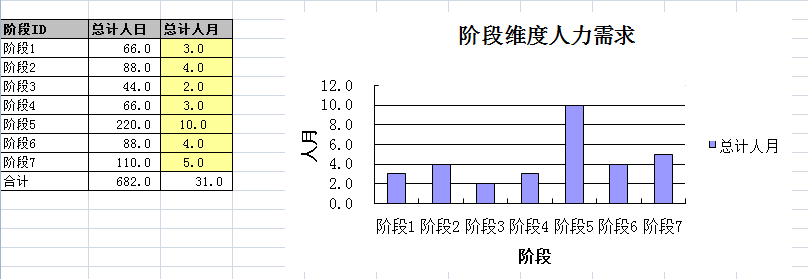 阶段ID 总计人日 总计人月
阶段1 66.0 3.0
阶段2 88.0 4.0
阶段3 44.0 2.0
阶段4 66.0 3.0
阶段5 220.0 10.0
阶段6 88.0 4.0
阶段7 110.0 5.0
合计 682.0 31.0
阶段维度人力需求
12.0
10.0
8.0
6.0
4.0
2.0
0.0
人月
阶段1 阶段2 阶段3 阶段4 阶段5 阶段6 阶段7
阶段
总计人月